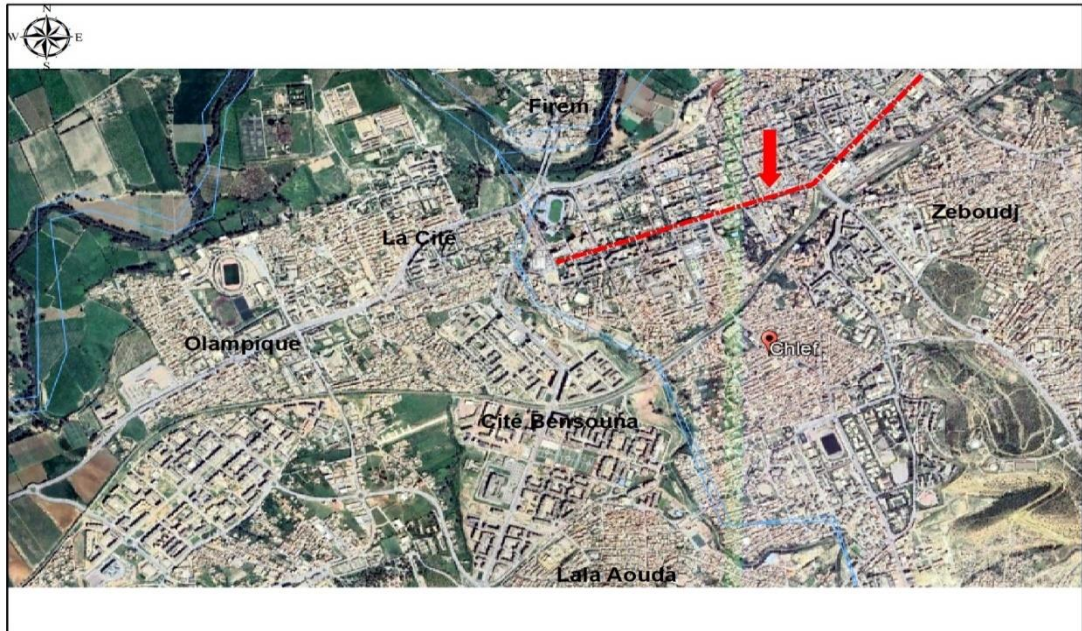 N
W E
S
Firem
Zeboudj
La Cité
Olampique
Chlef
Cité Bensouna
Lala Aouda